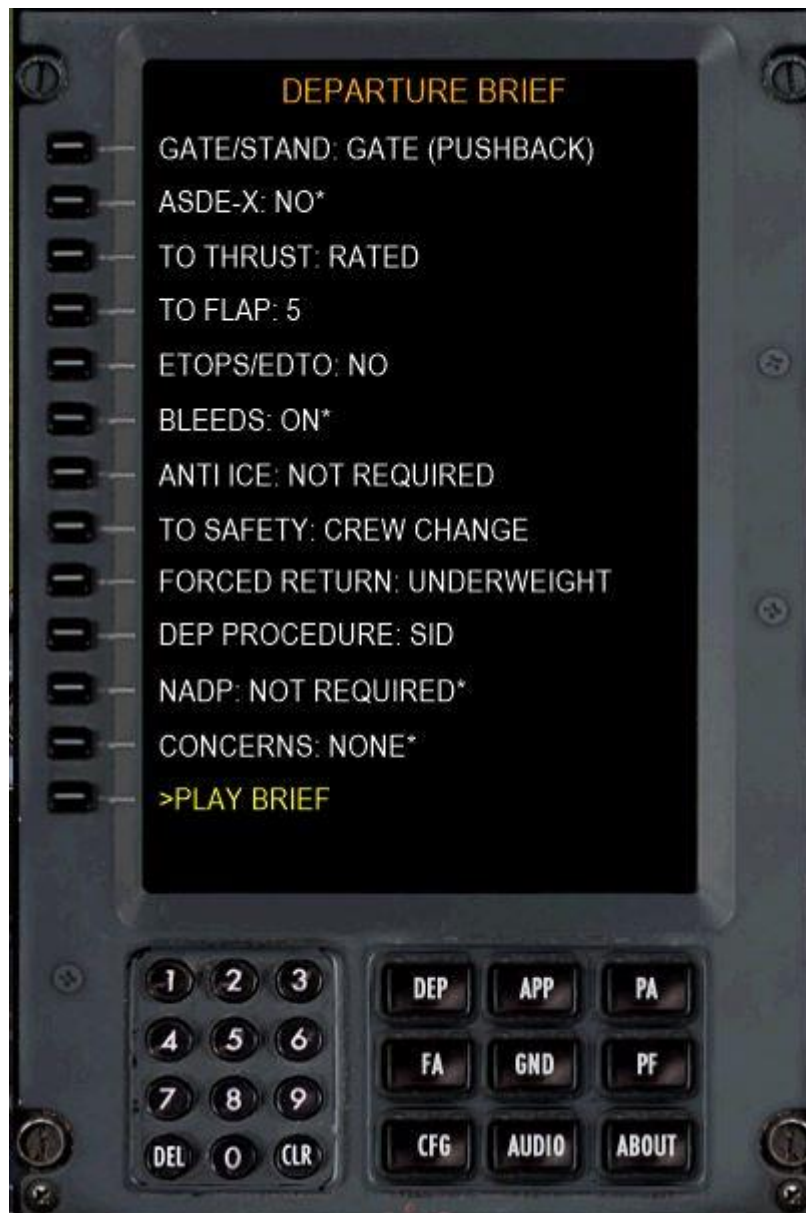 DEPARTURE BRIEF
GATE/STAND: GATE (PUSHBACK)
ASDE-X: NO*
TO THRUST: RATED
TO FLAP: 5
ETOPS/EDTO: NO
BLEEDS: ON*
ANTI ICE: NOT REQUIRED
TO SAFETY: CREW CHANGE
FORCED RETURN: UNDERWEIGHT
DEP PROCEDURE: SID
NADP: NOT REQUIRED*
CONCERNS: NONE*
>PLAY BRIEF
1 2 3 DEP APP PA
4 5 6 FA GND PF
7 8 9
DEL 0 CLR CFG AUDIO ABOUT